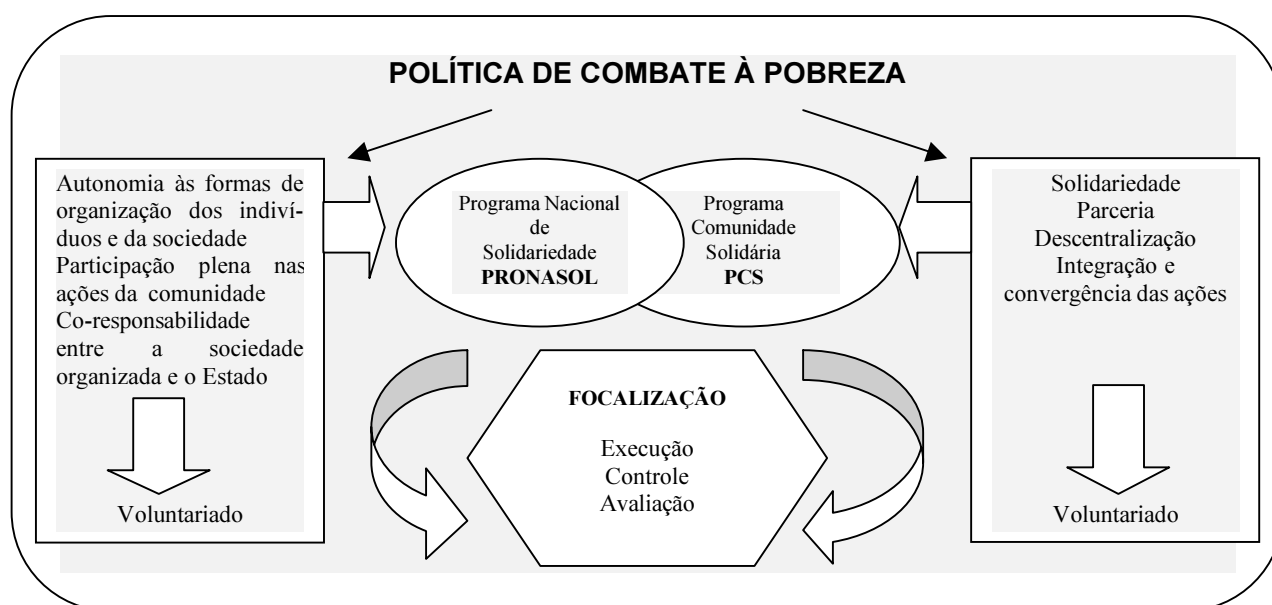 POLÍTICA DE COMBATE À POBREZA
Autonomia às formas de
organização dos indiví-
duos e da sociedade
Participação plena nas
ações da comunidade
Co-responsabilidade
entre a sociedade
organizada e o Estado
Voluntariado
Programa Nacional
de
Solidariedade
PRONASOL
Programa
Comunidade
Solidária
PCS
FOCALIZAÇÃO
Execução
Controle
Avaliação
Solidariedade
Parceria
Descentralização
Integração e
convergência das ações
Voluntariado